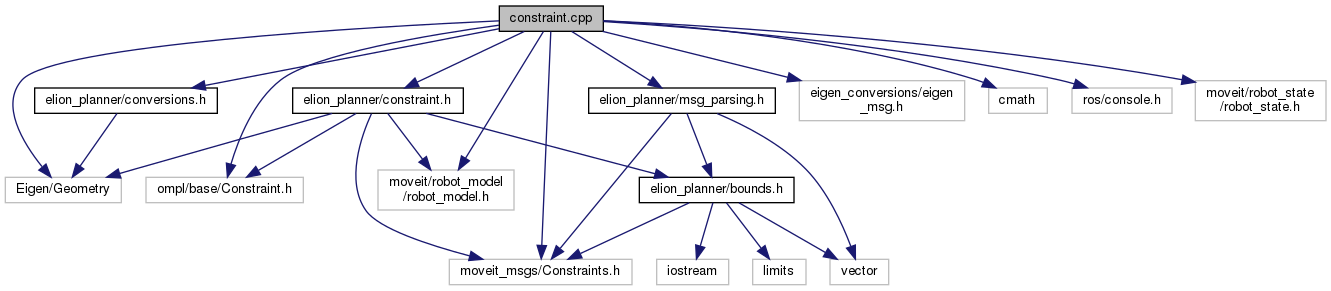 constraint.cpp
elion_planner/conversions.h
elion_planner/constraint.h
elion_planner/msg_parsing.h
eigen_conversions/eigen
_msg.h
cmath
ros/console.h
moveit/robot_state
/robot_state.h
Eigen/Geometry
ompl/base/Constraint.h
moveit/robot_model
/robot_model.h
elion_planner/bounds.h
moveit_msgs/Constraints.h
iostream
limits
vector